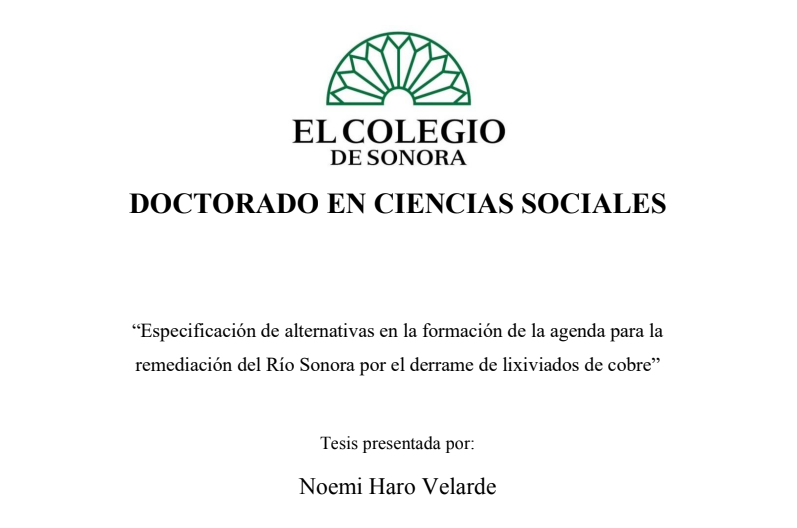 EL COLEGIO
DE SONORA
DOCTORADO EN CIENCIAS SOCIALES
“Especificación de alternativas en la formación de la agenda para la
remediación del Río Sonora por el derrame de lixiviados de cobre”
Tesis presentada por:
Noemi Haro Velarde